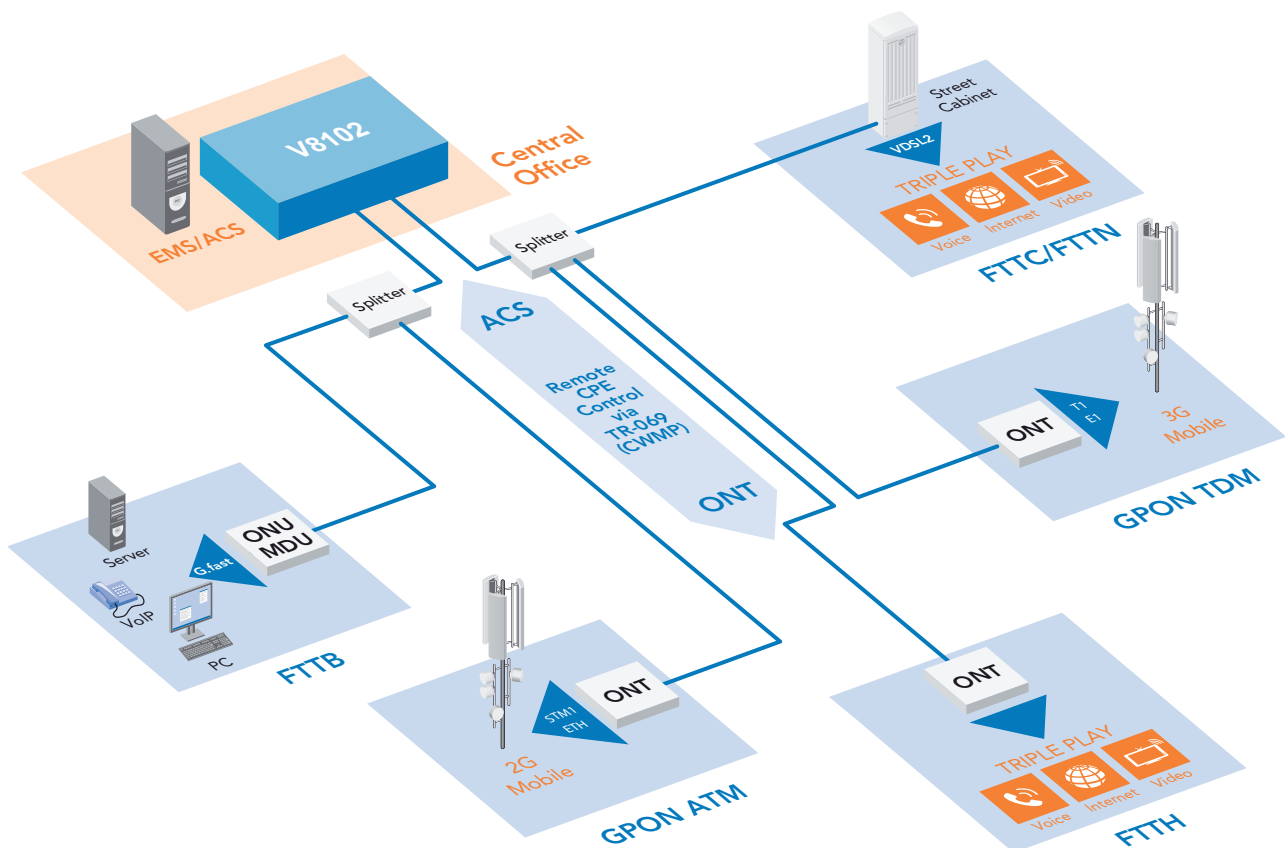 V8102
EMS/ACS
Central
Office
Splitter
Splitter
Street
Cabinet
VDSL2
TRIPLE PLAY
Voice
Internet
Video
FTTC/FTTN
ACS
Remote
CPE
Control
via
TR-069
(CWMP)
ONT
ONT
T1
E1
3G
Mobile
GPON TDM
Server
VoIP
PC
G.fast
ONU
MDU
FTTB
2G
Mobile
STM1
ETH
ONT
GPON ATM
ONT
TRIPLE PLAY
Voice
Internet
Video
FTTH